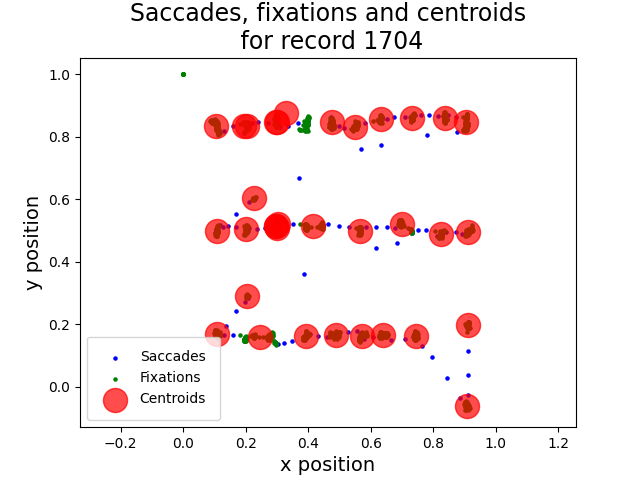 Saccades, fixations and centroids
for record 1704
1.0
0.8
0.6
0.4
0.2
0.0
y position
Saccades
Fixations
Centroids
−0.2
0.0
0.2
0.4
0.6
0.8
1.0
1.2
x position